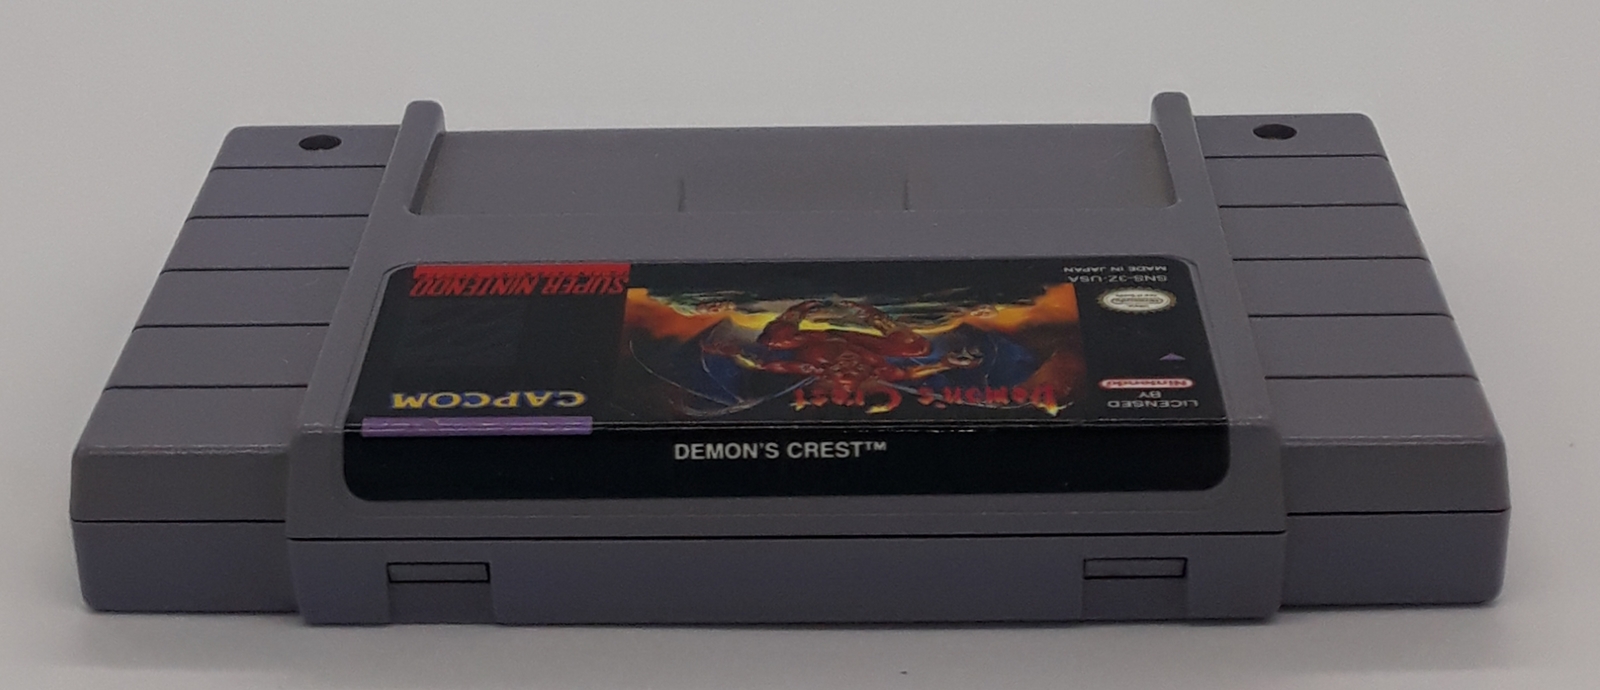 DEMON'S CREST™
LICENSED
BY
Nintendo
SNS-3Z-USA
MADE IN JAPAN
Demon's Crest
CAPCOM
SUPER NINTENDO